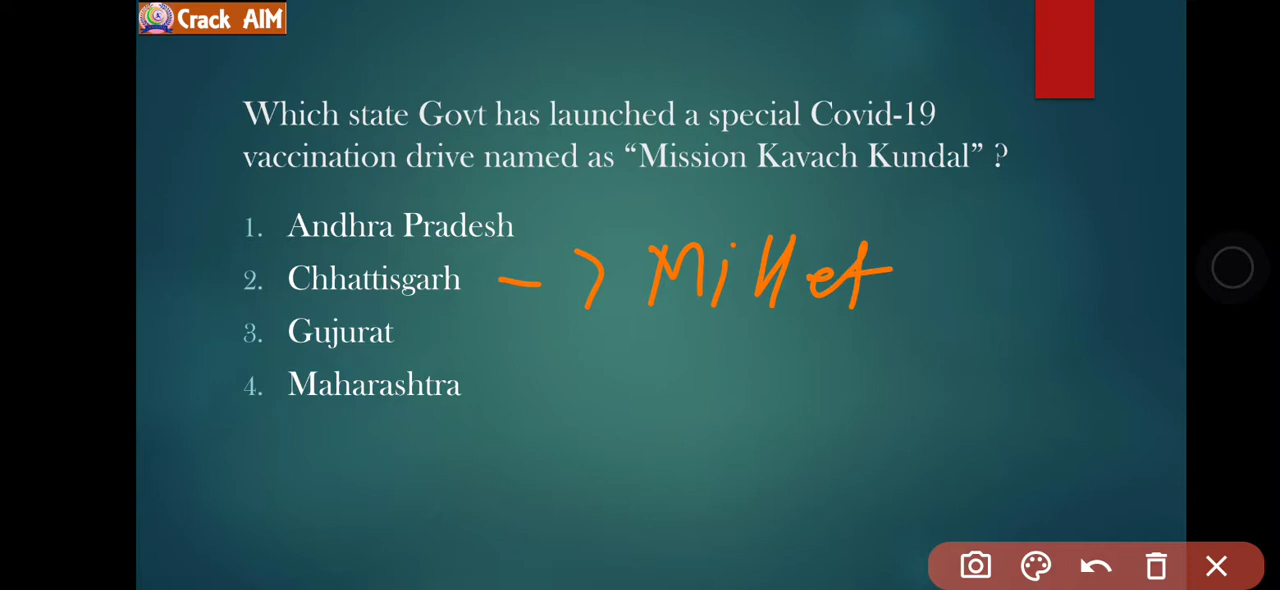 Crack AIM
Which state Govt has launched a special Covid-19
vaccination drive named as “Mission Kavach Kundal” ?
1. Andhra Pradesh
2. Chhattisgarh -> Millet
3. Gujurat
4. Maharashtra